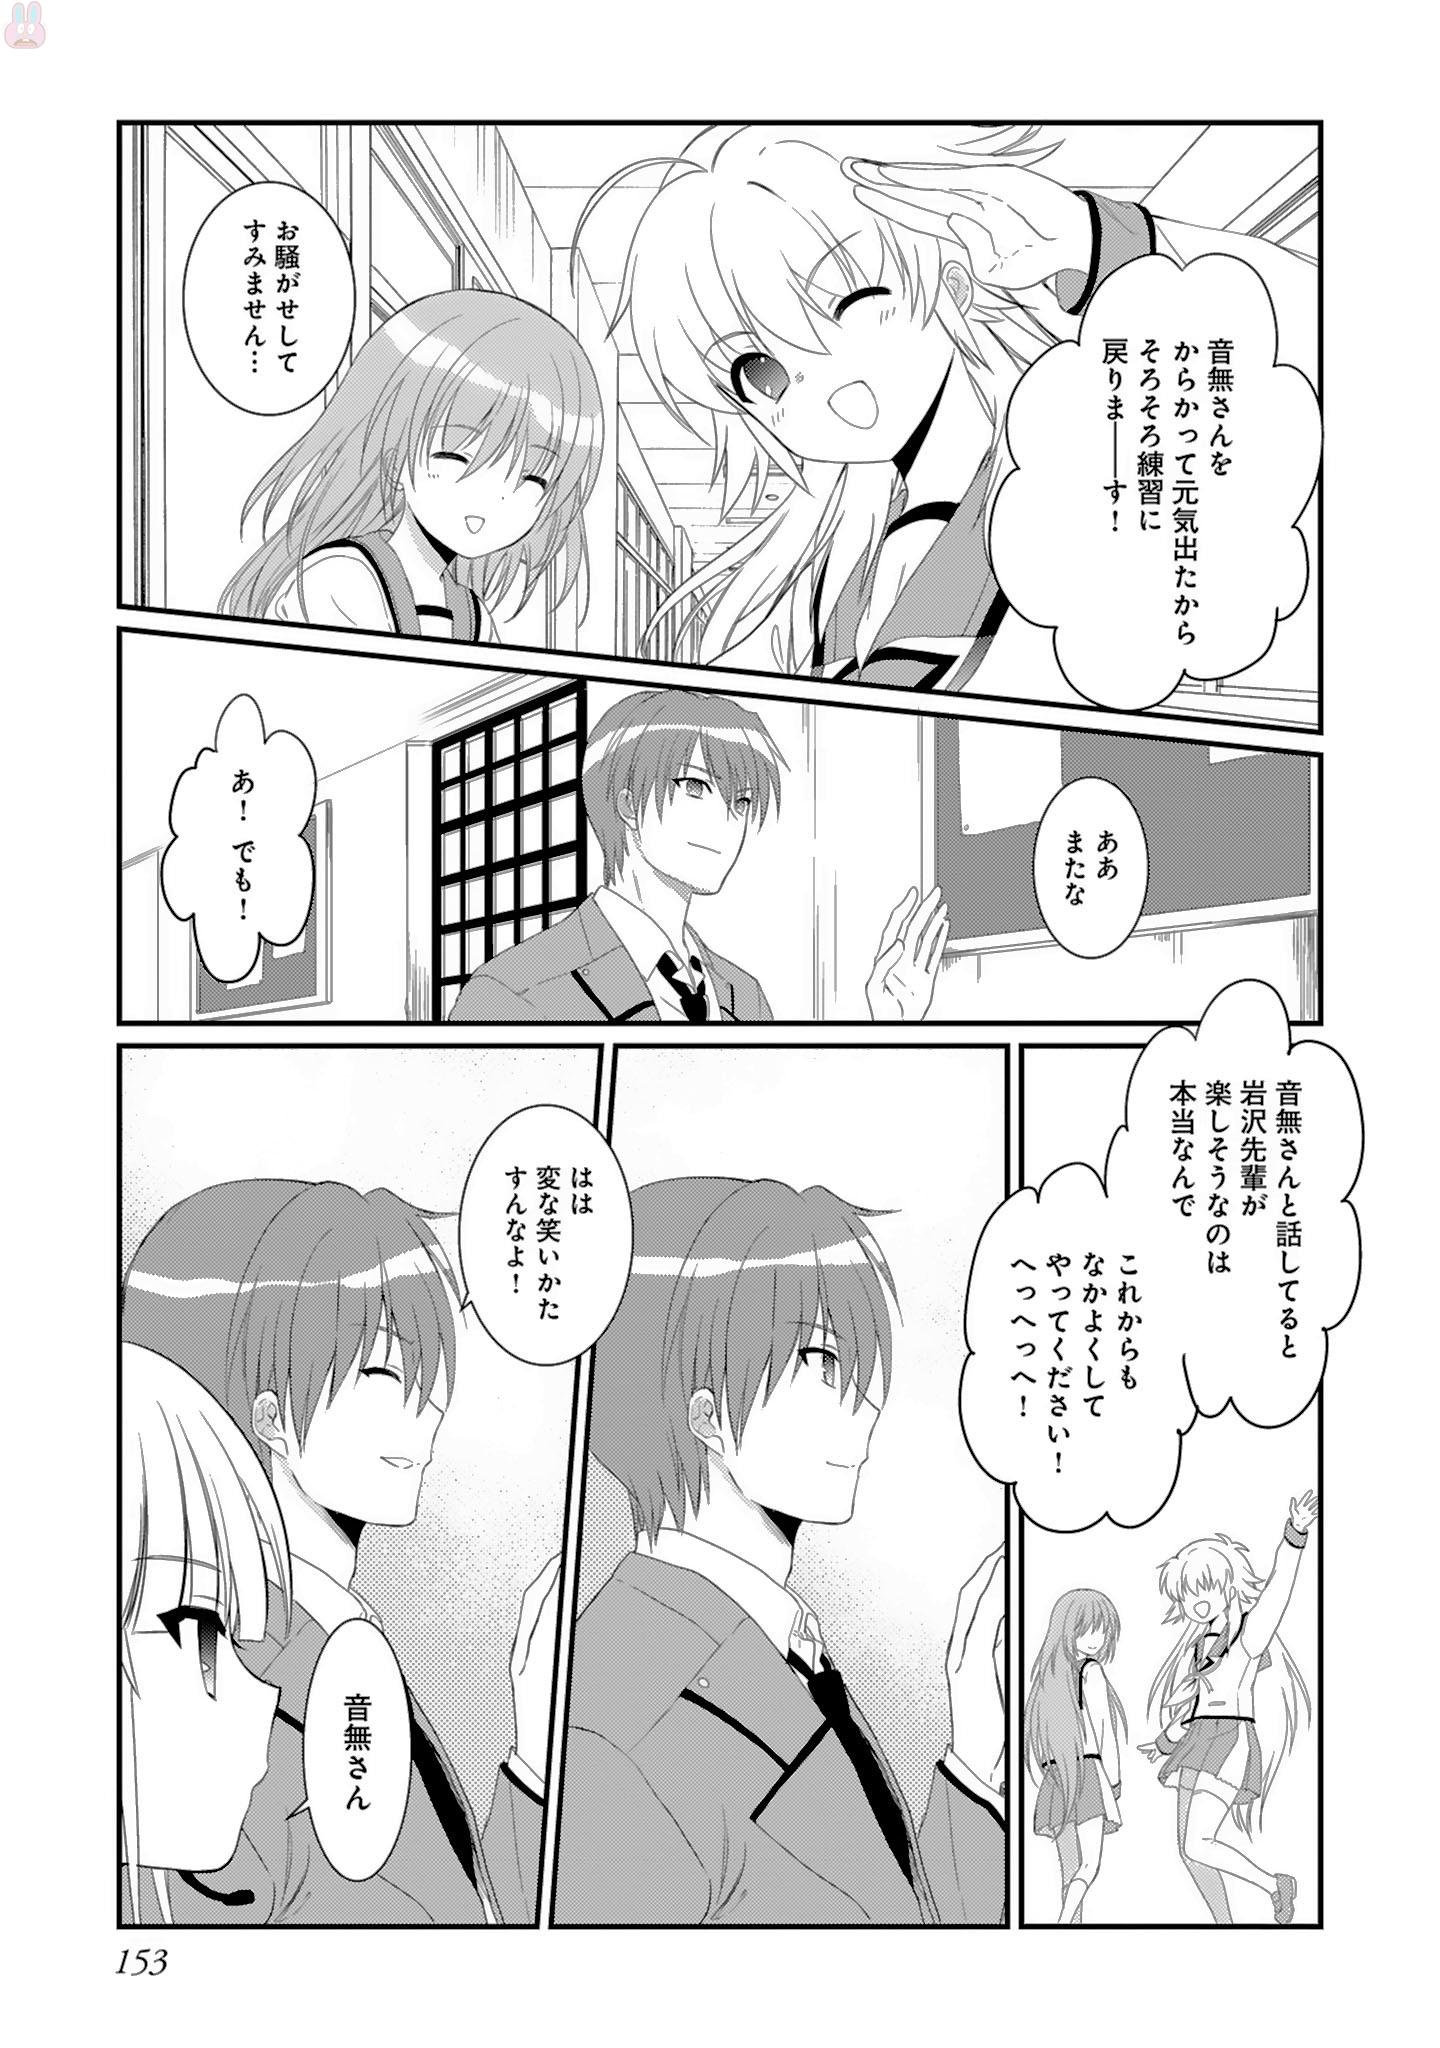 音無さんを
からかって元気出たから
そろそろ練習に
戻りま――す!
お騒がせして
すみません…
ああ
またな
あ! でも!
音無さんと話してると
岩沢先輩が
楽しそうなのは
本当なんで
これからも
なかよくして
やってください!
へっへっへ!
はは
変な笑いかた
すんなよ!
音無さん
153